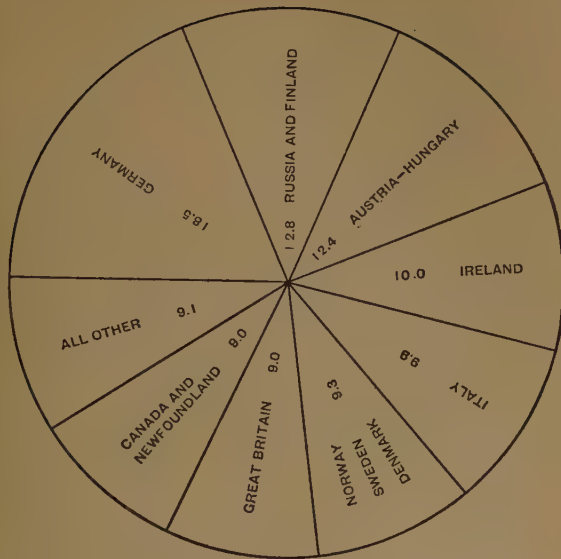 12.8 RUSSIA AND FINLAND
12.4 AUSTRIA-HUNGARY
10.0 IRELAND
9.9 ITALY
9.3
NORWAY
SWEDEN
DENMARK
GREAT BRITAIN 9.0
CANADA AND
NEWFOUNDLAND
9.0
ALL OTHER 9.1
GERMANY
18.5